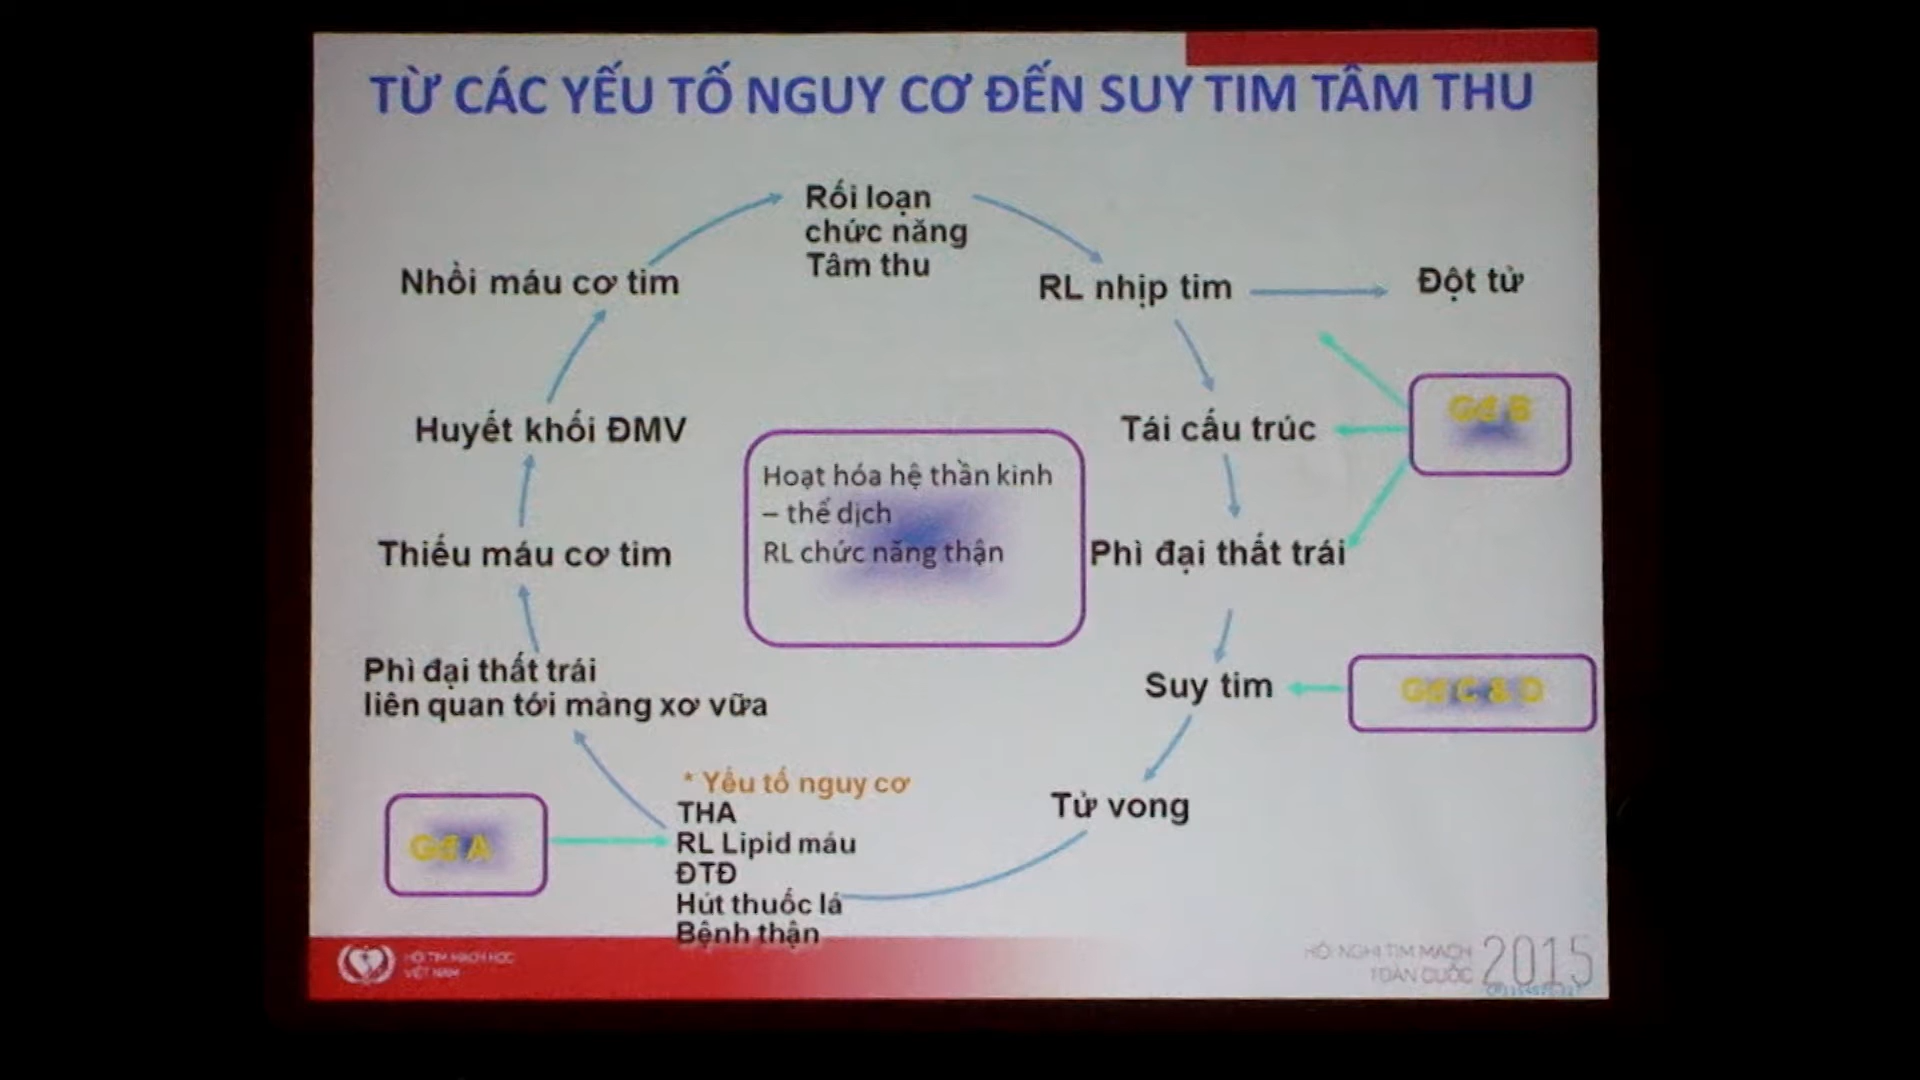 TỪ CÁC YẾU TỐ NGUY CƠ ĐẾN SUY TIM TÂM THU
Rối loạn
chức năng
Tâm thu
Nhồi máu cơ tim
RL nhịp tim
Đột tử
Huyết khối ĐMV
Tái cấu trúc
Gđ B
Hoạt hóa hệ thần kinh
– thể dịch
RL chức năng thận
Thiếu máu cơ tim
Phì đại thất trái
Phì đại thất trái
liên quan tới mảng xơ vữa
Suy tim
Gđ C & D
* Yếu tố nguy cơ
THA
RL Lipid máu
ĐTĐ
Hút thuốc lá
Bệnh thận
Gđ A
Tử vong
HỘI TIM MẠCH HỌC
VIỆT NAM
HỘI NGHỊ TIM MẠCH
TOÀN QUỐC
2015